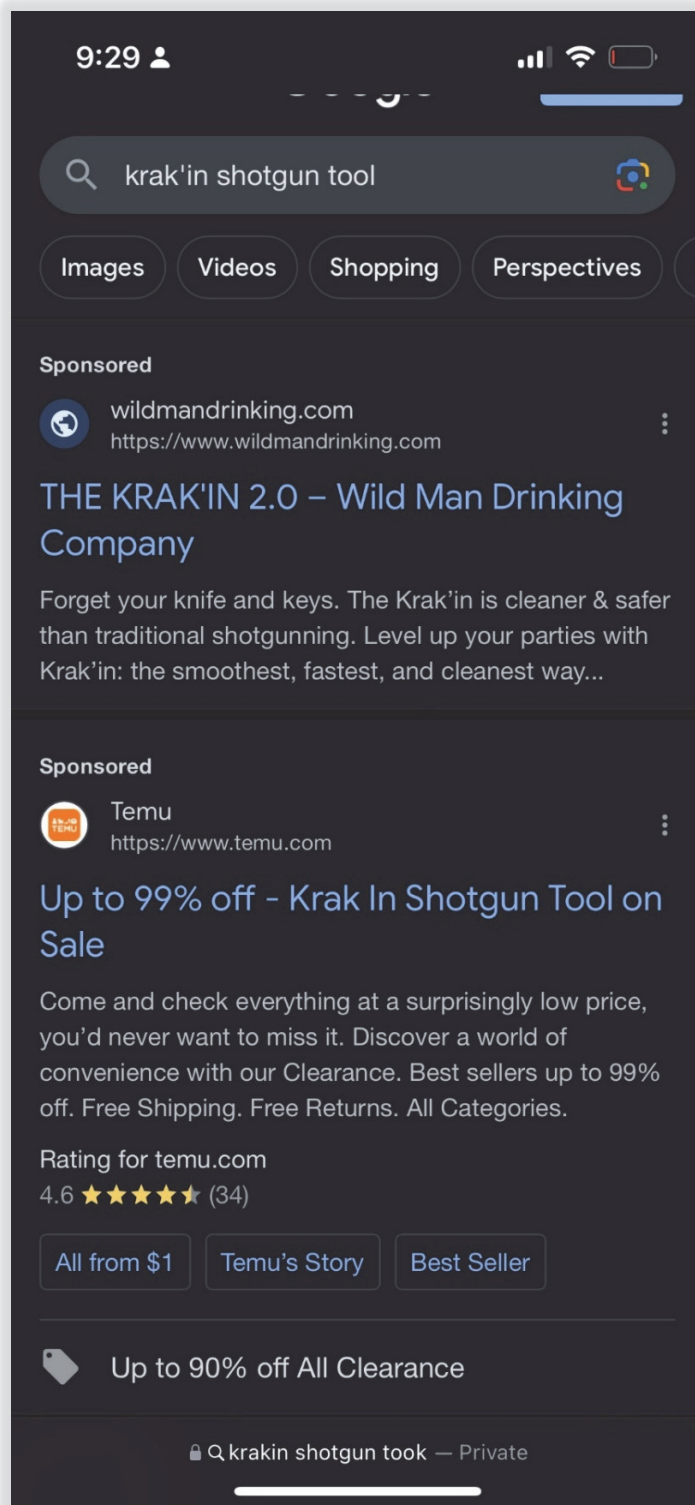 9:29
krak'in shotgun tool
Images Videos Shopping Perspectives
Sponsored
wildmandrinking.com
https://www.wildmandrinking.com
THE KRAK'IN 2.0 – Wild Man Drinking
Company
Forget your knife and keys. The Krak’in is cleaner & safer
than traditional shotgunning. Level up your parties with
Krak’in: the smoothest, fastest, and cleanest way...
Sponsored
TEMU
Temu
https://www.temu.com
Up to 99% off - Krak In Shotgun Tool on
Sale
Come and check everything at a surprisingly low price,
you’d never want to miss it. Discover a world of
convenience with our Clearance. Best sellers up to 99%
off. Free Shipping. Free Returns. All Categories.
Rating for temu.com
4.6 (34)
All from $1 Temu’s Story Best Seller
Up to 90% off All Clearance
krakin shotgun took — Private